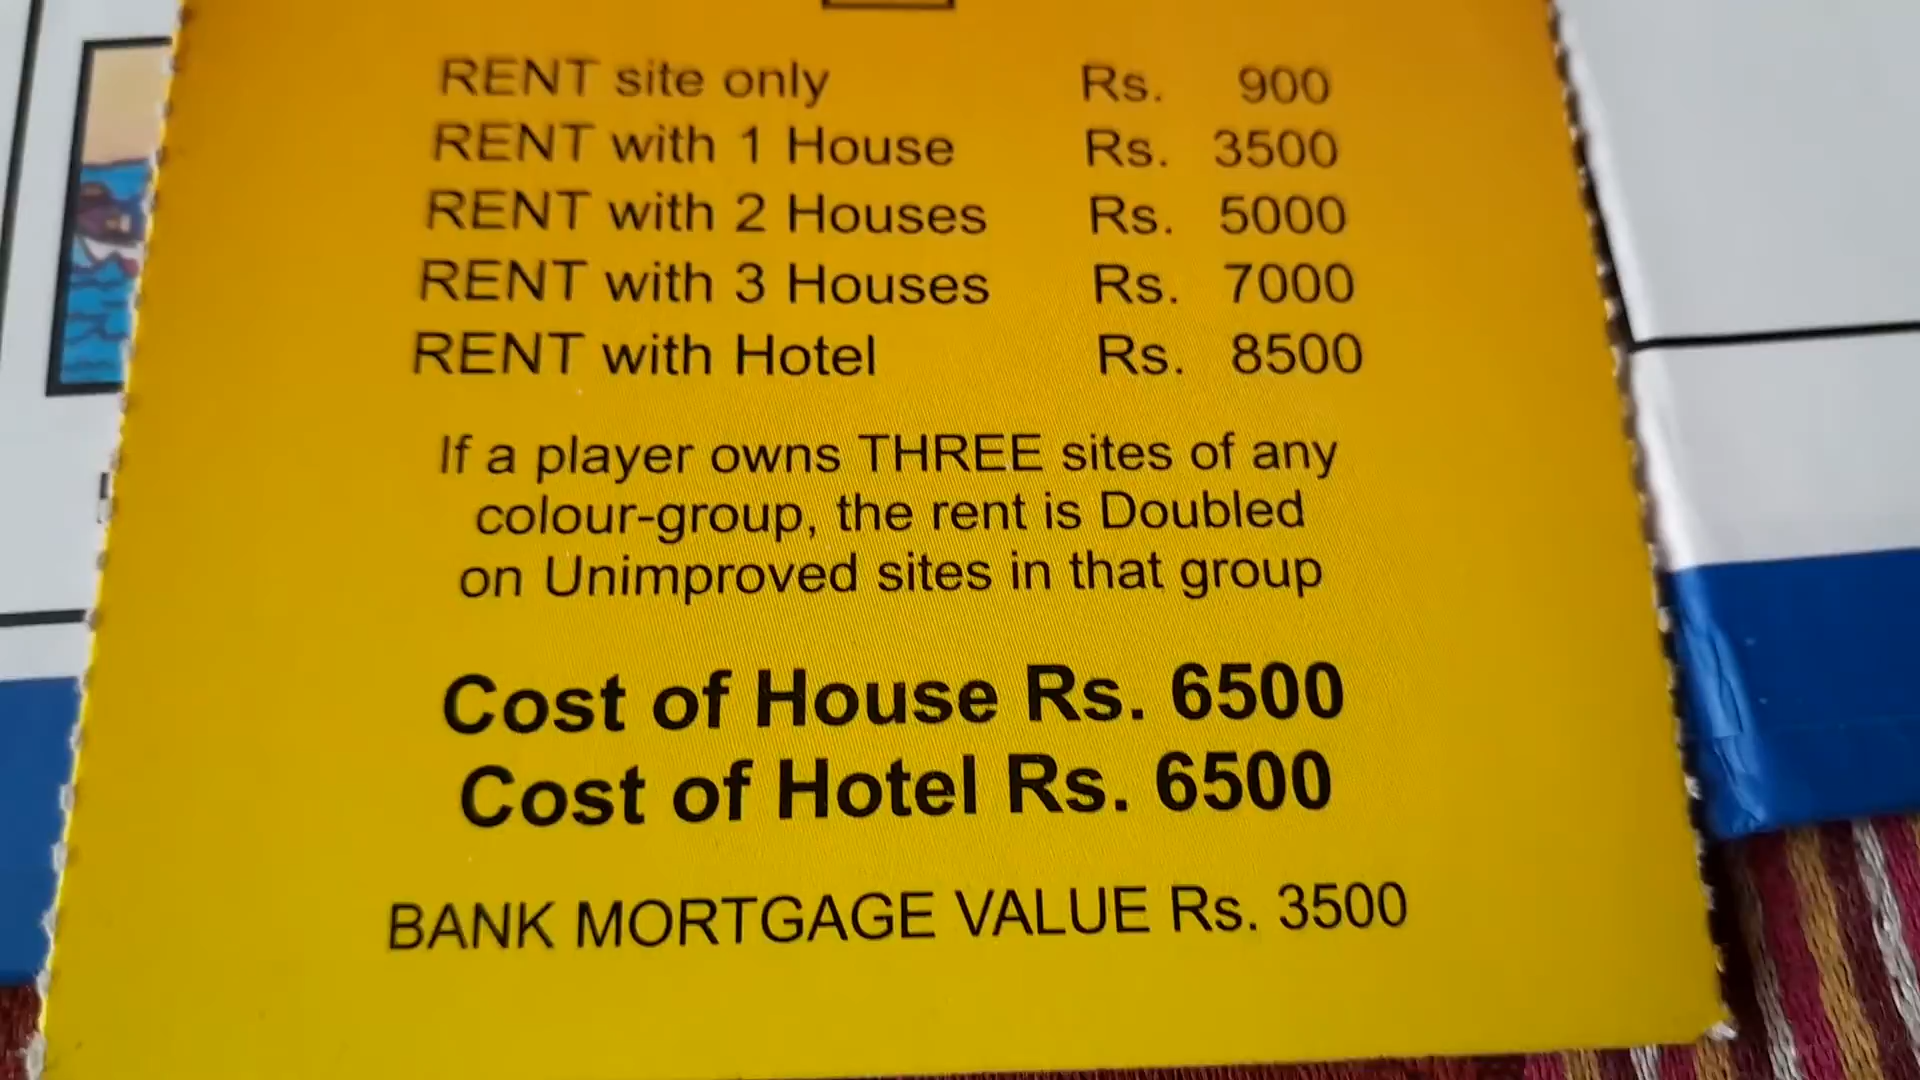 RENT site only Rs. 900
RENT with 1 House Rs. 3500
RENT with 2 Houses Rs. 5000
RENT with 3 Houses Rs. 7000
RENT with Hotel Rs. 8500
If a player owns THREE sites of any
colour-group, the rent is Doubled
on Unimproved sites in that group
Cost of House Rs. 6500
Cost of Hotel Rs. 6500
BANK MORTGAGE VALUE Rs. 3500